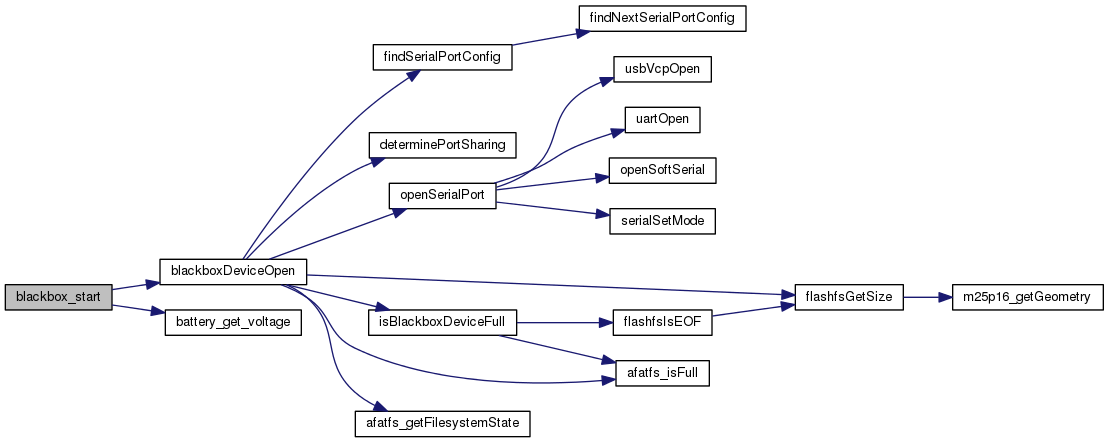 findNextSerialPortConfig
findSerialPortConfig
usbVcpOpen
uartOpen
determinePortSharing
openSoftSerial
openSerialPort
serialSetMode
blackboxDeviceOpen
blackbox_start
flashfsGetSize
m25p16_getGeometry
battery_get_voltage
isBlackboxDeviceFull
flashfsIsEOF
afatfs_isFull
afatfs_getFilesystemState